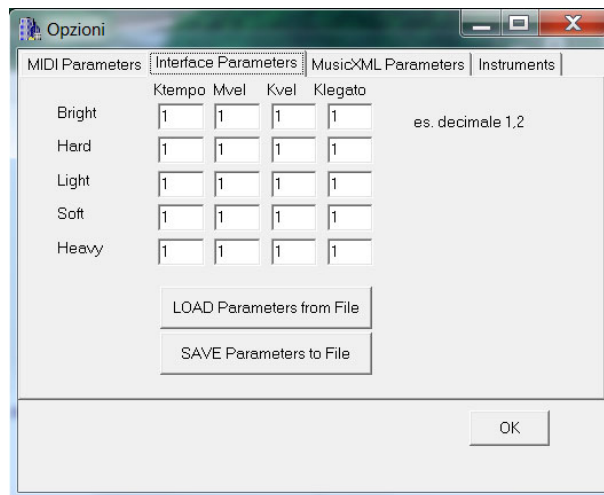 Opzioni
MIDI Parameters Interface Parameters MusicXML Parameters Instruments
Ktempo Mvel Kvel Klegato
Bright 1 1 1 1 es. decimale 1,2
Hard 1 1 1 1
Light 1 1 1 1
Soft 1 1 1 1
Heavy 1 1 1 1
LOAD Parameters from File
SAVE Parameters to File
OK